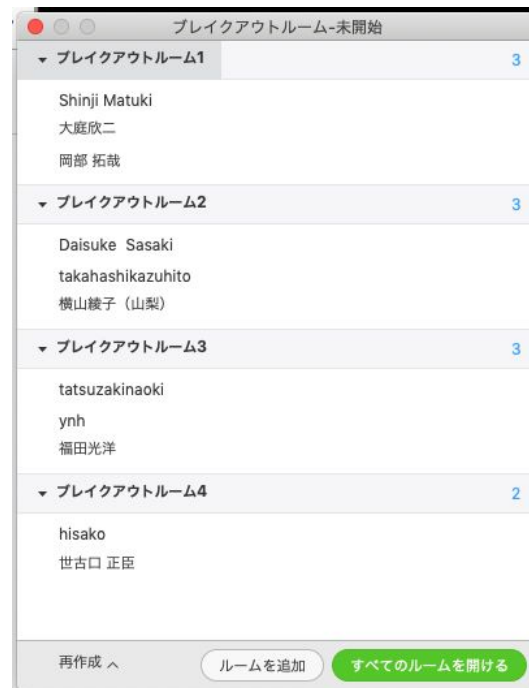 ブレイクアウトルーム-未開始
ブレイクアウトルーム1 3
Shinji Matuki
大庭欣二
岡部 拓哉
ブレイクアウトルーム2 3
Daisuke Sasaki
takahashikazuhito
横山綾子（山梨）
ブレイクアウトルーム3 3
tatsuzakinaoki
ynh
福田光洋
ブレイクアウトルーム4 2
hisako
世古口 正臣
再作成 ルームを追加 すべてのルームを開ける